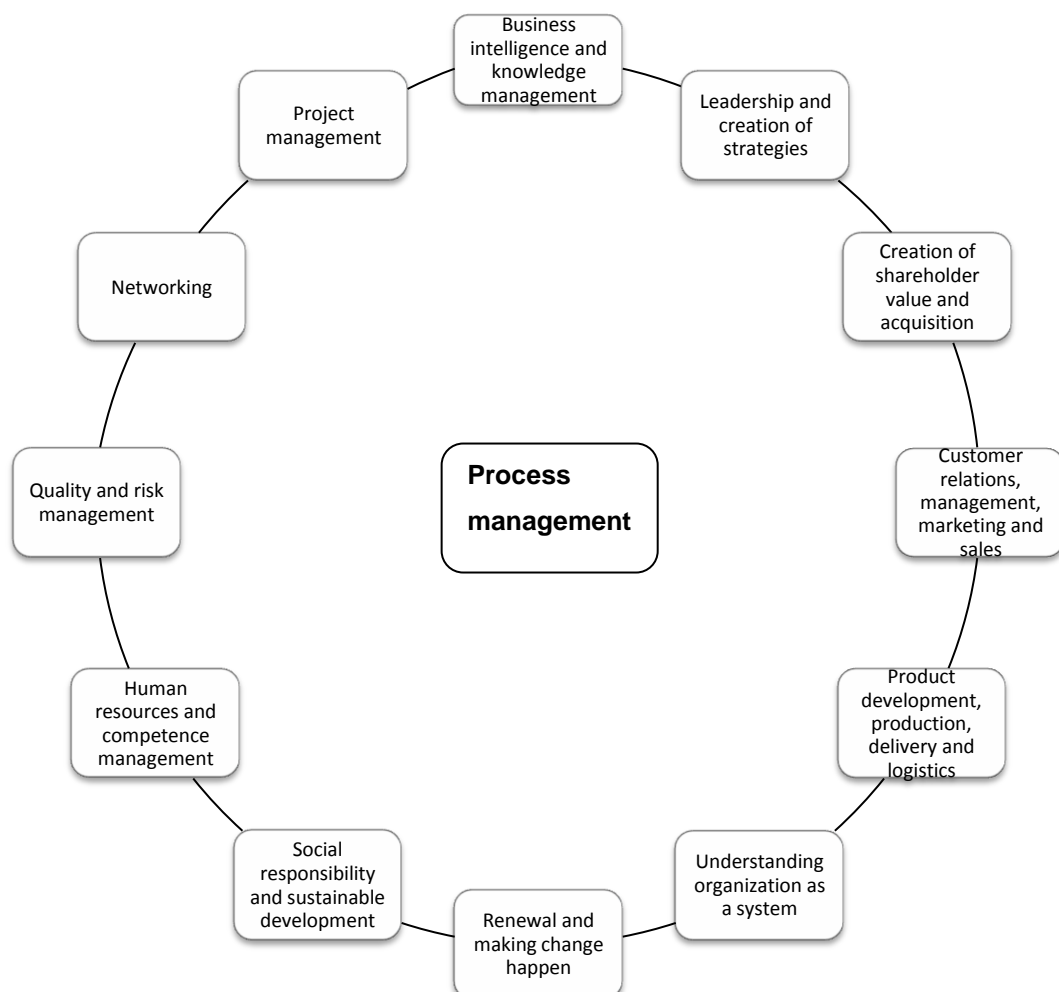 Business
intelligence and
knowledge
management
Leadership and
creation of
strategies
Creation of
shareholder
value and
acquisition
Customer
relations,
management,
marketing and
sales
Product
development,
production,
delivery and
logistics
Understanding
organization as
a system
Renewal and
making change
happen
Social
responsibility
and sustainable
development
Human
resources and
competence
management
Quality and risk
management
Networking
Project
management
Process
management